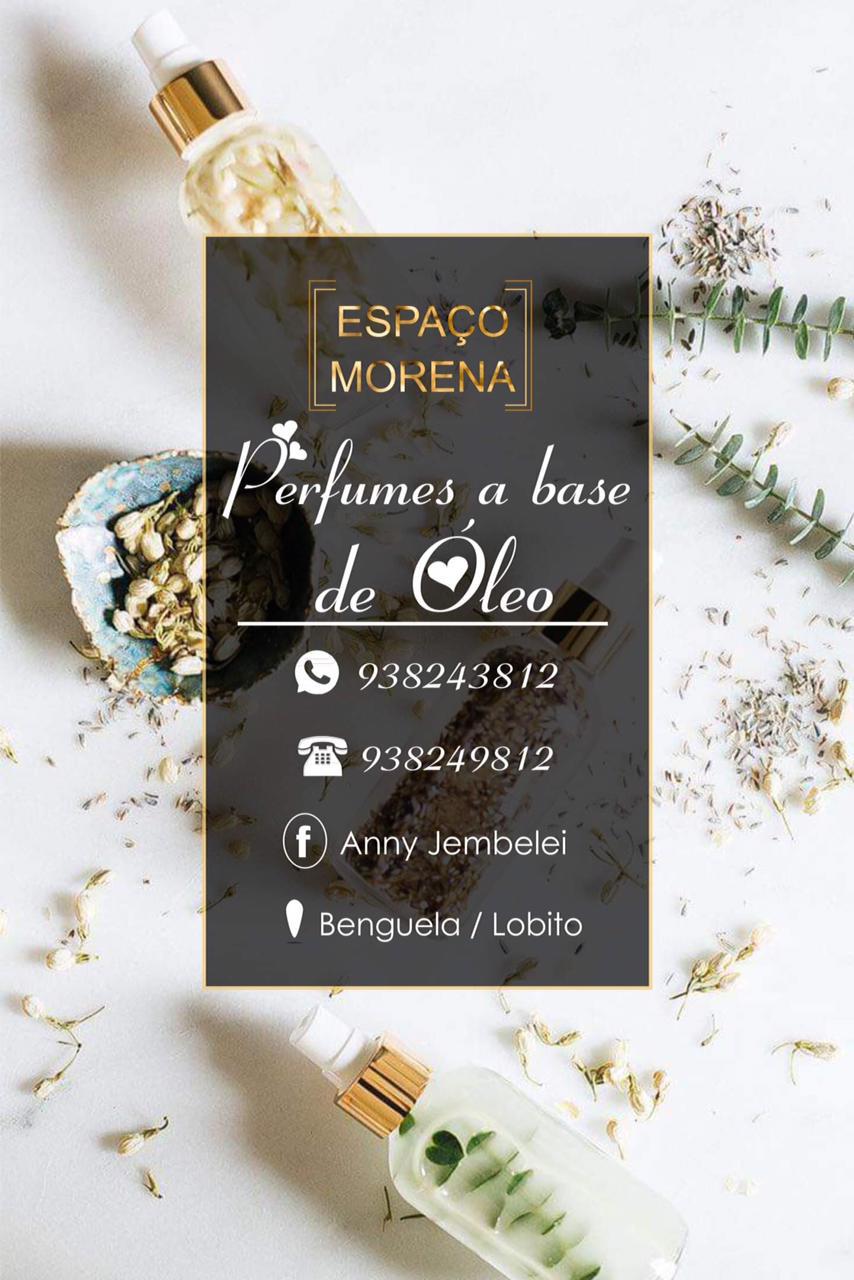 ESPAÇO
MORENA
Perfumes a base
de Óleo
938243812
938249812
f Anny Jembelei
Benguela / Lobito